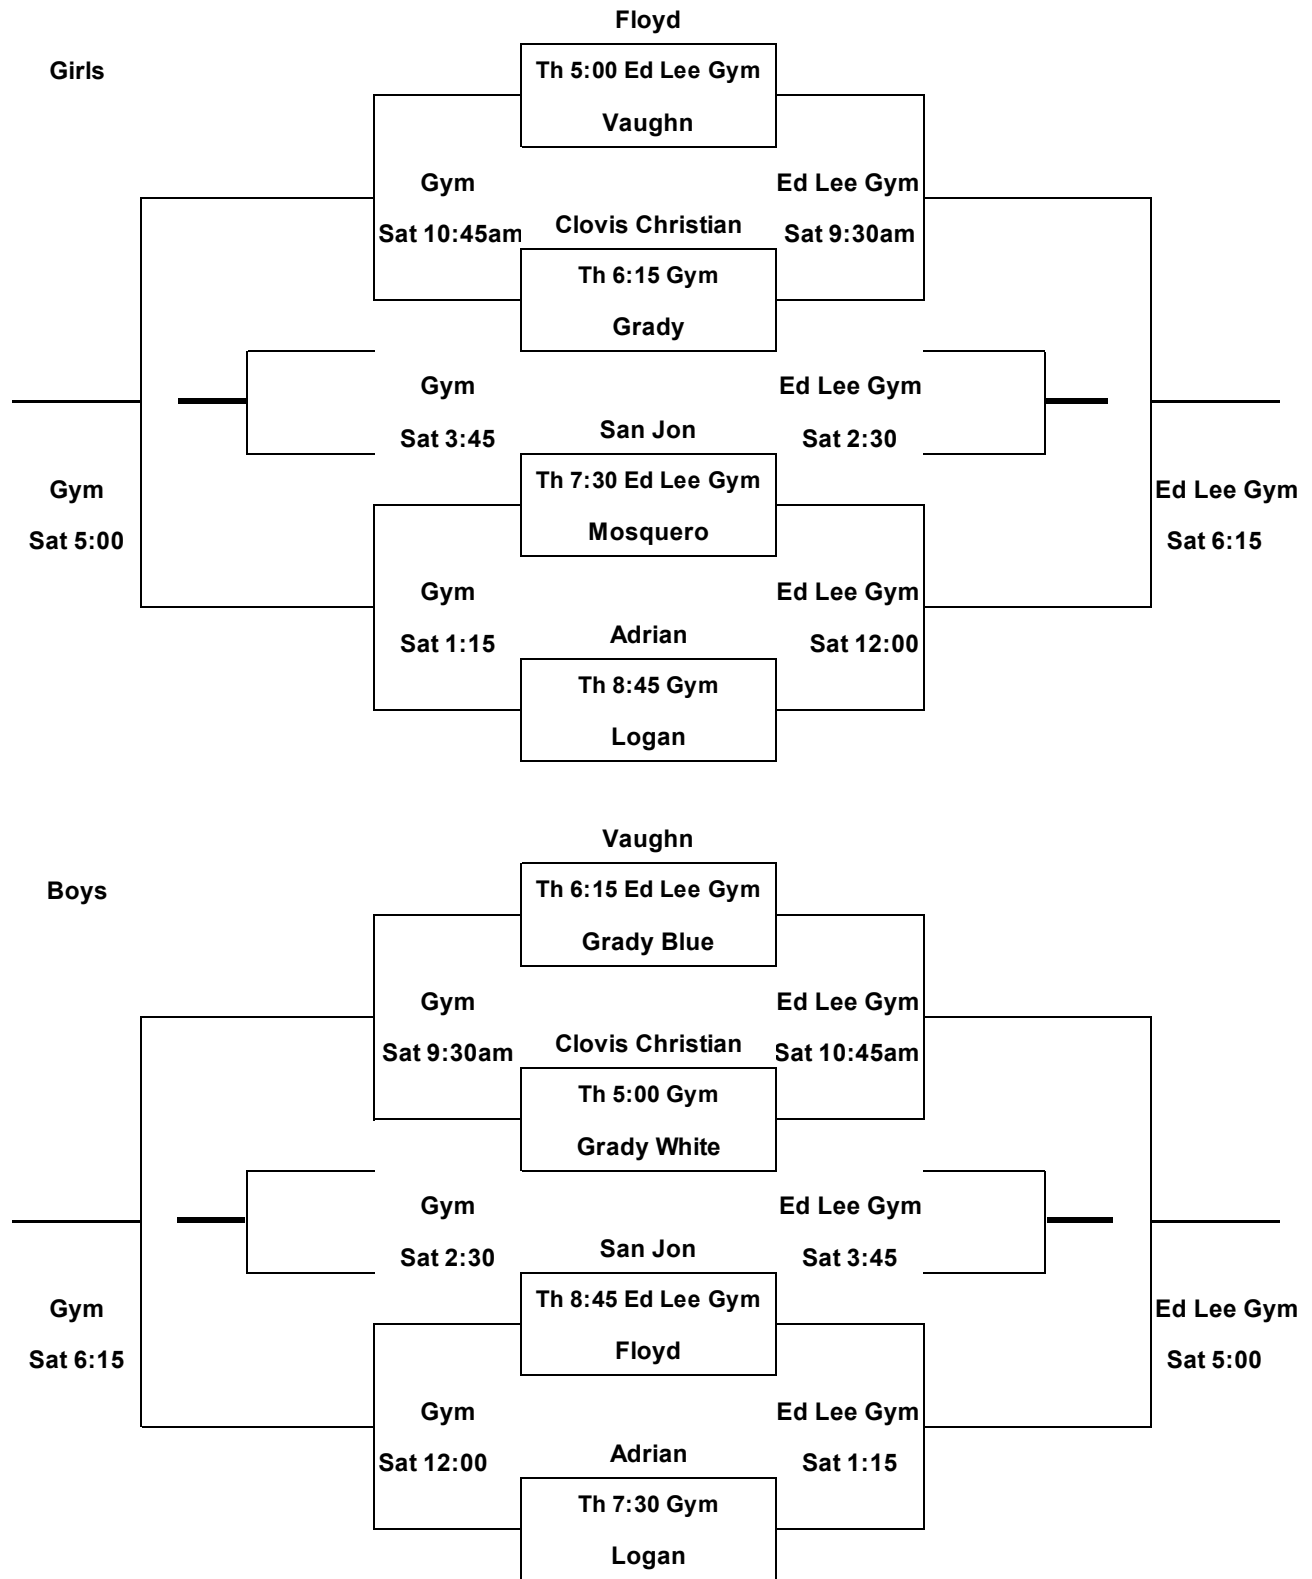 Floyd
Girls
Th 5:00 Ed Lee Gym
Vaughn
Gym
Ed Lee Gym
Sat 10:45am
Clovis Christian
Sat 9:30am
Th 6:15 Gym
Grady
Gym
Ed Lee Gym
Sat 3:45
San Jon
Sat 2:30
Gym
Th 7:30 Ed Lee Gym
Ed Lee Gym
Sat 5:00
Mosquero
Sat 6:15
Gym
Ed Lee Gym
Sat 1:15
Adrian
Sat 12:00
Th 8:45 Gym
Logan
Vaughn
Boys
Th 6:15 Ed Lee Gym
Grady Blue
Gym
Ed Lee Gym
Sat 9:30am
Clovis Christian
Sat 10:45am
Th 5:00 Gym
Grady White
Gym
Ed Lee Gym
Sat 2:30
San Jon
Sat 3:45
Gym
Th 8:45 Ed Lee Gym
Ed Lee Gym
Sat 6:15
Floyd
Sat 5:00
Gym
Ed Lee Gym
Sat 12:00
Adrian
Sat 1:15
Th 7:30 Gym
Logan